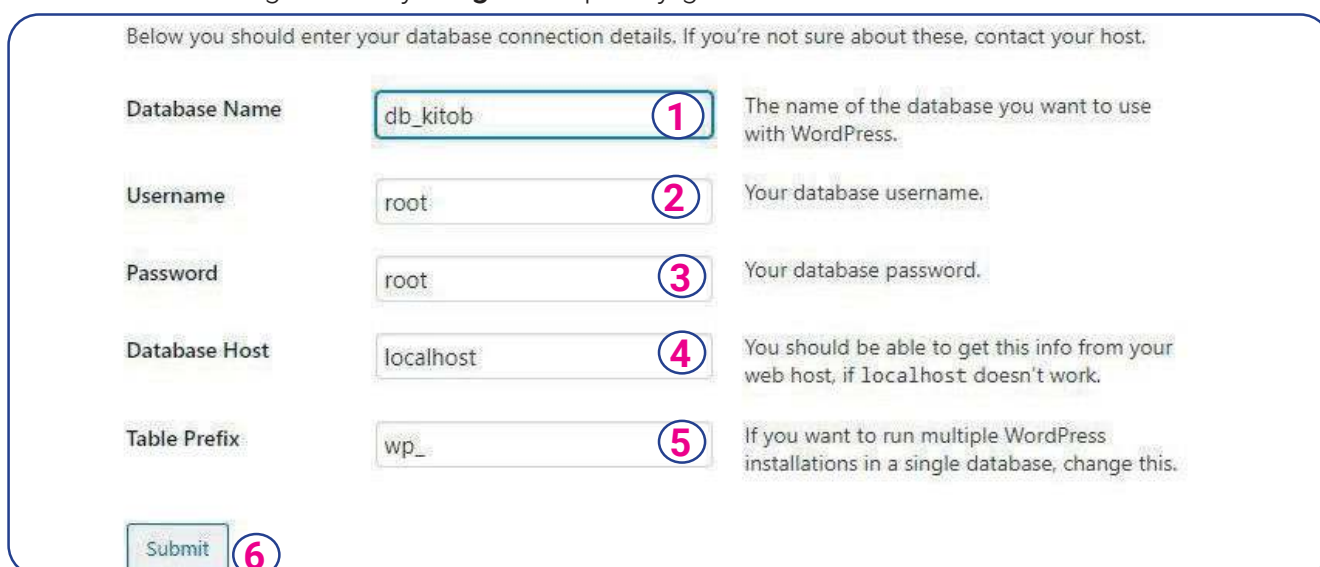 Below you should enter your database connection details. If you're not sure about these, contact your host.
Database Name
db_kitob
1
The name of the database you want to use
with WordPress.
Username
root
2
Your database username.
Password
root
3
Your database password.
Database Host
localhost
4
You should be able to get this info from your
web host, if localhost doesn't work.
Table Prefix
wp_
5
If you want to run multiple WordPress
installations in a single database, change this.
Submit
6